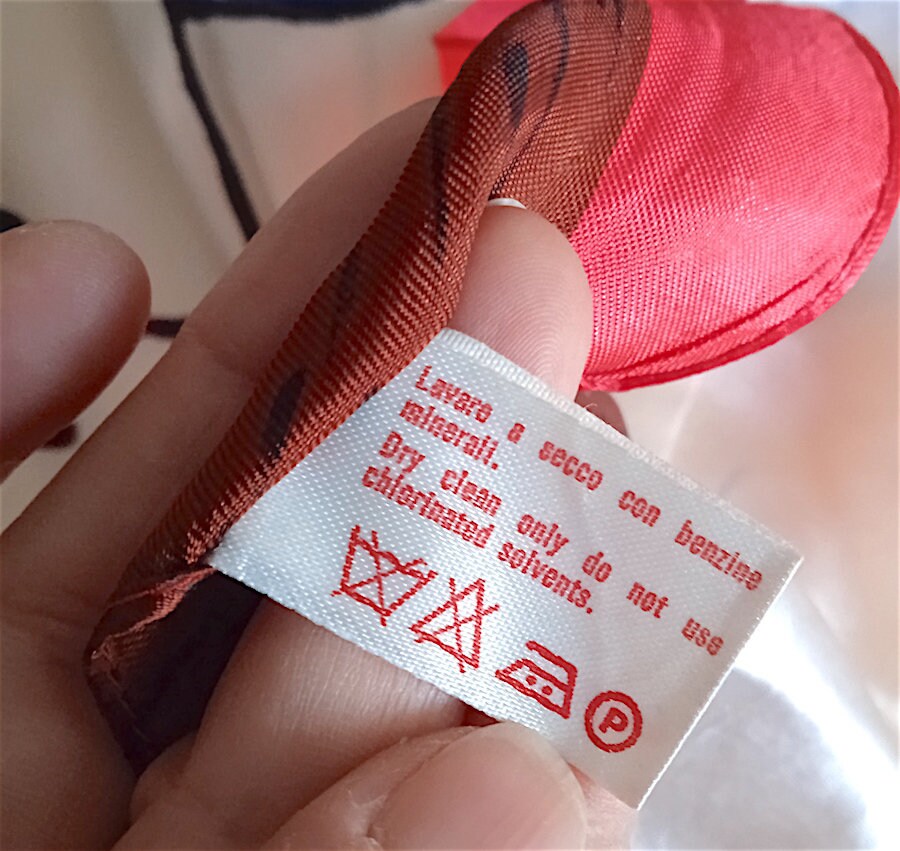 Lavare a secco con benzine
minerali.
Dry clean only do not use
chlorinated solvents.
P